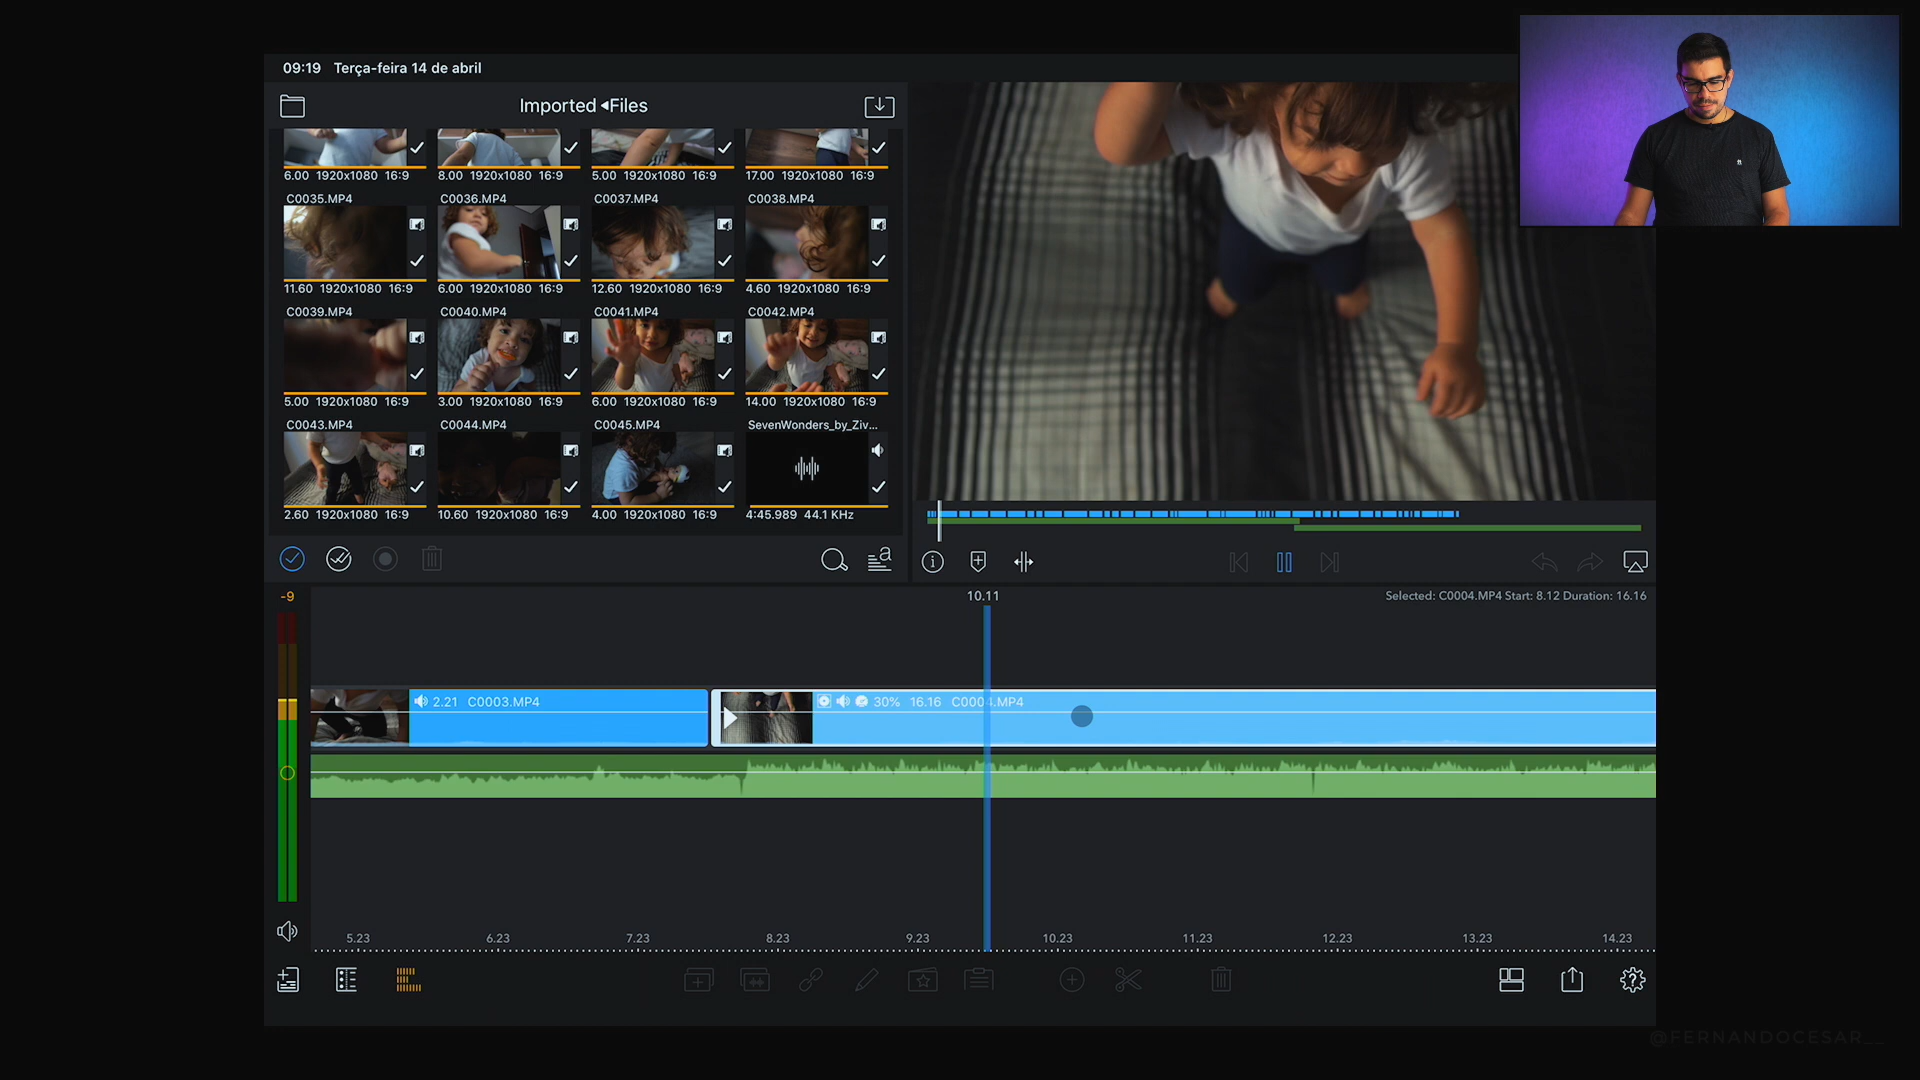 09:19 Terça-feira 14 de abril
Imported Files
6.00 1920x1080 16:9
8.00 1920x1080 16:9
5.00 1920x1080 16:9
17.00 1920x1080 16:9
C0035.MP4
C0036.MP4
C0037.MP4
C0038.MP4
11.60 1920x1080 16:9
6.00 1920x1080 16:9
12.60 1920x1080 16:9
4.60 1920x1080 16:9
C0039.MP4
C0040.MP4
C0041.MP4
C0042.MP4
5.00 1920x1080 16:9
3.00 1920x1080 16:9
6.00 1920x1080 16:9
14.00 1920x1080 16:9
C0043.MP4
C0044.MP4
C0045.MP4
SevenWonders_by_Ziv...
2.60 1920x1080 16:9
10.60 1920x1080 16:9
4.00 1920x1080 16:9
4:45.989 44.1 KHz
-9
10.11
Selected: C0004.MP4 Start: 8.12 Duration: 16.16
2.21 C0003.MP4
30% 16.16 C0004.MP4
5.23 6.23 7.23 8.23 9.23 10.23 11.23 12.23 13.23 14.23
@FERNANDOCESAR__